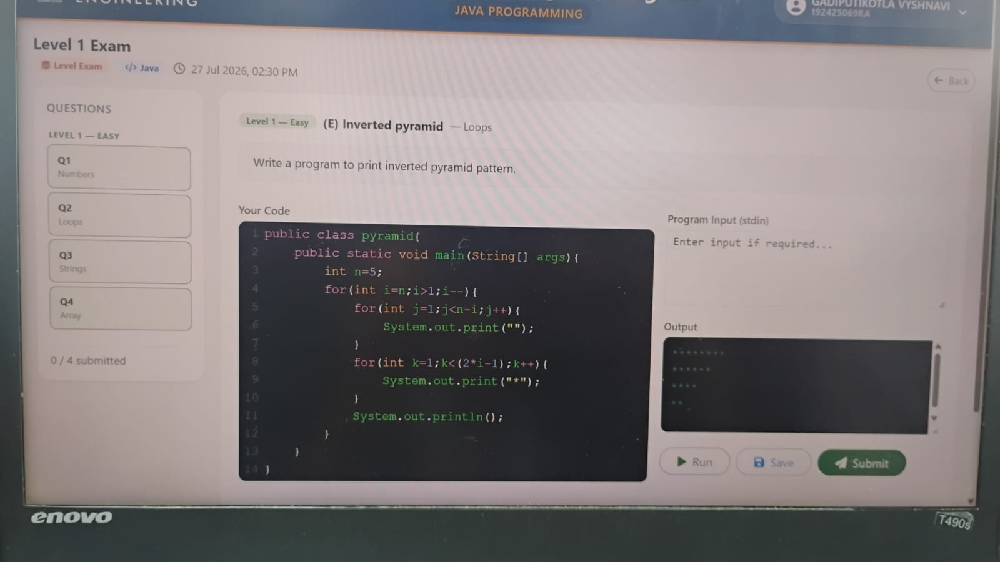 ENGINEERING
JAVA PROGRAMMING
GADIPUTIKOTLA VYSHNAVI
192425069RA
Level 1 Exam
Level Exam
</> Java
27 Jul 2026, 02:30 PM
← Back
QUESTIONS
LEVEL 1 — EASY
Q1
Numbers
Q2
Loops
Q3
Strings
Q4
Array
0 / 4 submitted
Level 1 — Easy
(E) Inverted pyramid — Loops
Write a program to print inverted pyramid pattern.
Your Code
1 public class pyramid{
2 public static void main(String[] args){
3 int n=5;
4 for(int i=n;i>1;i--){
5 for(int j=1;j<n-i;j++){
6 System.out.print("");
7 }
8 for(int k=1;k<(2*i-1);k++){
9 System.out.print("*");
10 }
11 System.out.println();
12 }
13 }
14 }
Program Input (stdin)
Enter input if required...
Output
********
******
****
**
Run
Save
Submit
enovo
T490s